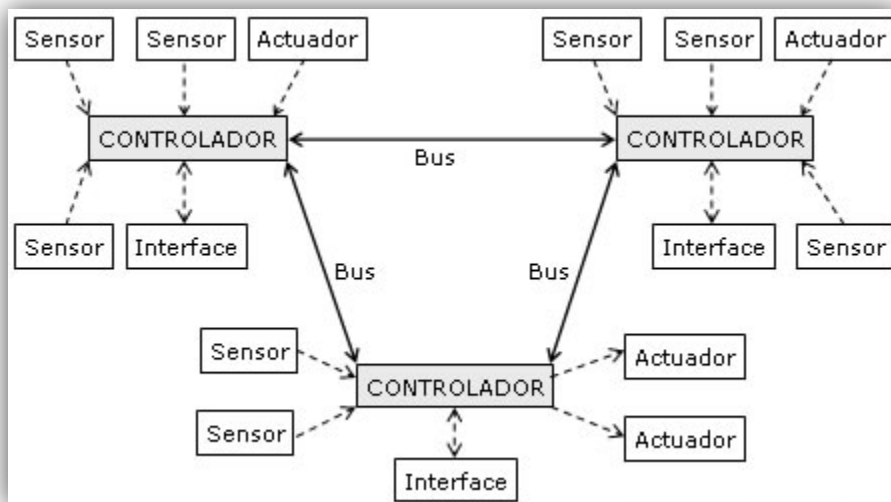 Sensor
Sensor
Actuador
Sensor
Sensor
Actuador
CONTROLADOR
CONTROLADOR
Bus
Sensor
Interface
Interface
Sensor
Bus
Bus
Sensor
Actuador
CONTROLADOR
Sensor
Actuador
Interface